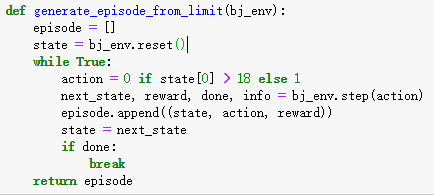 def generate_episode_from_limit(bj_env):
    episode = []
    state = bj_env.reset()
    while True:
        action = 0 if state[0] > 18 else 1
        next_state, reward, done, info = bj_env.step(action)
        episode.append((state, action, reward))
        state = next_state
        if done:
            break
    return episode